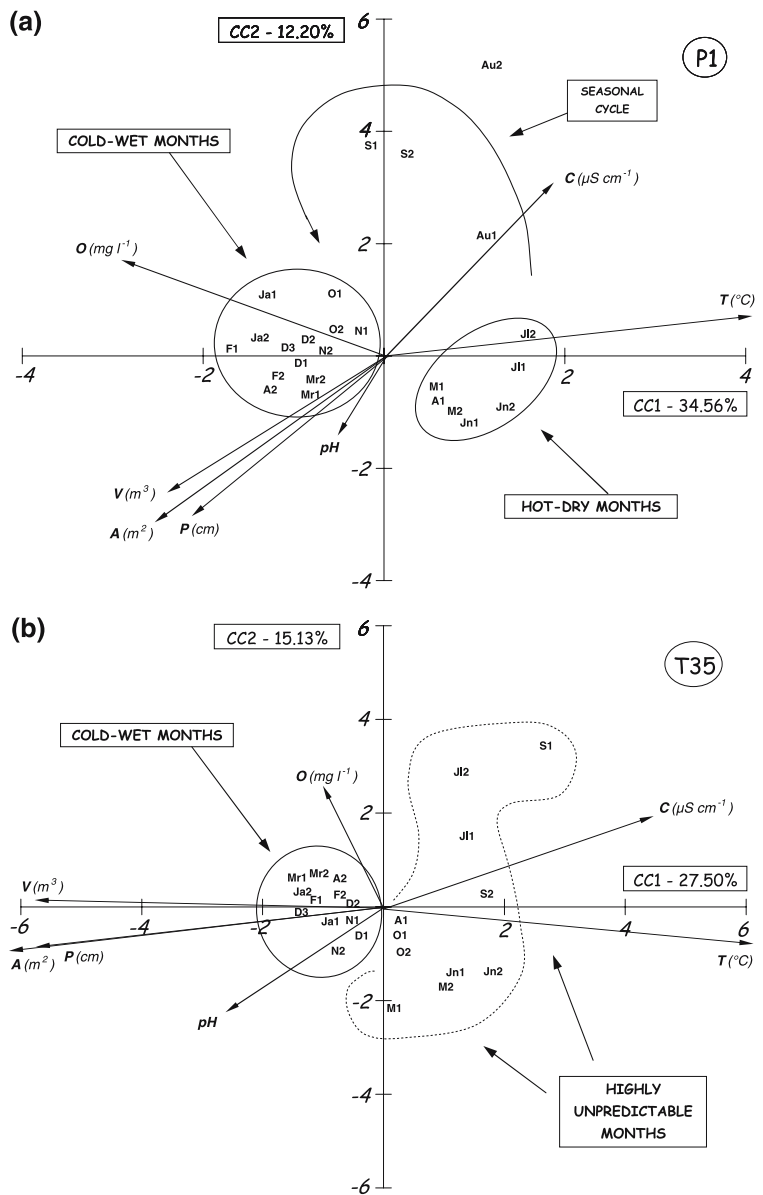 (a)
CC2 - 12.20%
6
P1
Au2
SEASONAL
CYCLE
COLD-WET MONTHS
4
S1
S2
C (µS cm⁻¹)
O (mg l⁻¹)
2
Au1
T (°C)
Ja1
O1
O2
N1
Jl2
Ja2
D2
F1
D3
N2
-4
-2
2
4
D1
Jl1
F2
Mr2
M1
A2
Mr1
A1
M2
Jn2
CC1 - 34.56%
Jn1
pH
-2
V (m³)
A (m²)
P (cm)
HOT-DRY MONTHS
-4
(b)
CC2 - 15.13%
6
T35
4
COLD-WET MONTHS
S1
O (mg l⁻¹)
Jl2
2
C (µS cm⁻¹)
Jl1
Mr1
Mr2
A2
CC1 - 27.50%
V (m³)
Ja2
F2
S2
F1
D2
D3
-6
-4
-2
2
4
6
Ja1
N1
A1
D1
O1
A (m²)
P (cm)
N2
O2
T (°C)
Jn1
Jn2
M2
pH
-2
M1
-4
HIGHLY
UNPREDICTABLE
MONTHS
-6